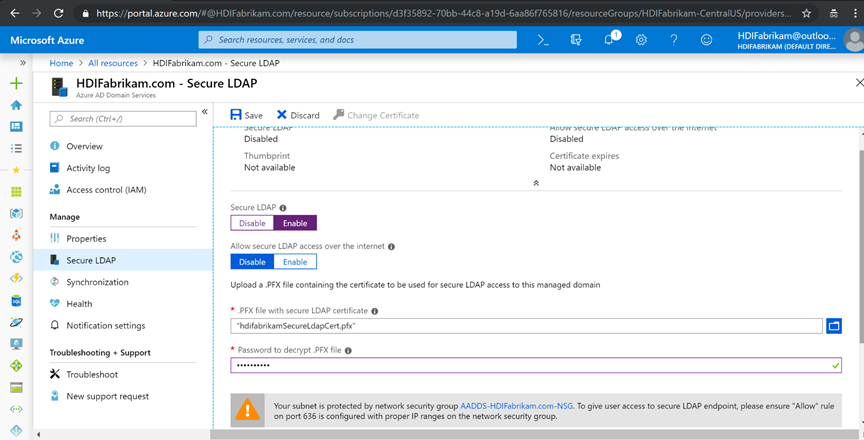 https://portal.azure.com/#@HDIFabrikam.com/resource/subscriptions/d3f35892-70bb-44c8-a19d-6aa86f765816/resourceGroups/HDIFabrikam-CentralUS/providers...
Microsoft Azure
Search resources, services, and docs
1
HDIFabrikam@outloo...
HDIFABRIKAM (DEFAULT DIRE...
Home > All resources > HDIFabrikam.com - Secure LDAP
HDIFabrikam.com - Secure LDAP
Azure AD Domain Services
Search (Ctrl+/)
Overview
Activity log
Access control (IAM)
Manage
Properties
Secure LDAP
Synchronization
Health
Notification settings
Troubleshooting + Support
Troubleshoot
New support request
Save Discard Change Certificate
Secure LDAP
Disabled
Allow secure LDAP access over the internet
Disabled
Thumbprint
Not available
Certificate expires
Not available
Secure LDAP
Disable Enable
Allow secure LDAP access over the internet
Disable Enable
Upload a .PFX file containing the certificate to be used for secure LDAP access to this managed domain
* .PFX file with secure LDAP certificate
"hdifabrikamSecureLdapCert.pfx"
* Password to decrypt .PFX file
••••••••••
Your subnet is protected by network security group AADDS-HDIFabrikam.com-NSG. To give user access to secure LDAP endpoint, please ensure "Allow" rule
on port 636 is configured with proper IP ranges on the network security group.